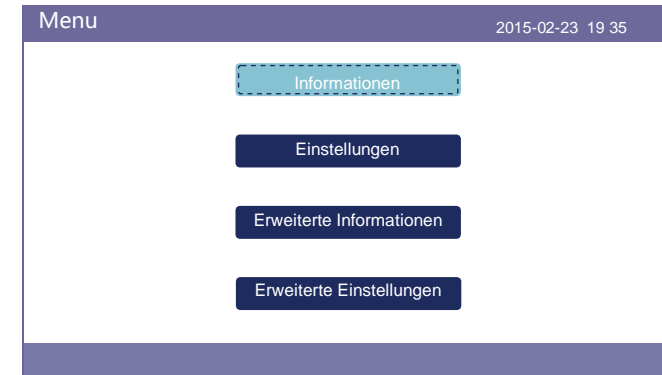 Menu
2015-02-23 19 35
Informationen
Einstellungen
Erweiterte Informationen
Erweiterte Einstellungen